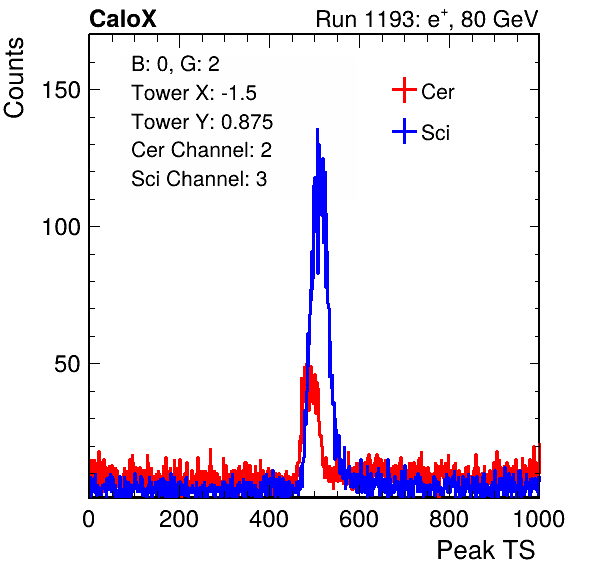 CaloX Run 1193: e⁺, 80 GeV
Counts
B: 0, G: 2
Tower X: -1.5
Tower Y: 0.875
Cer Channel: 2
Sci Channel: 3
Cer
Sci
150
100
50
0 200 400 600 800 1000
Peak TS